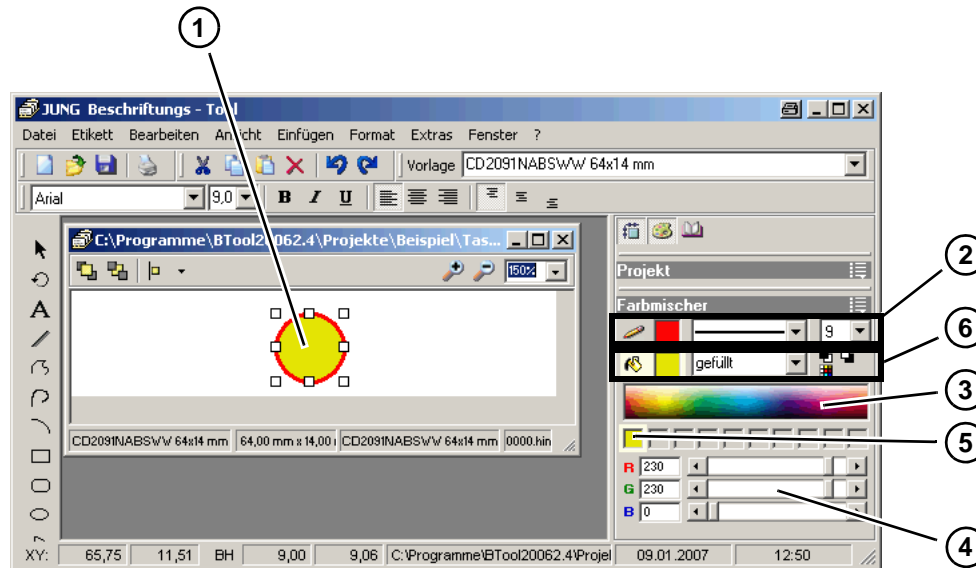 1
JUNG Beschriftungs - Tool
Datei Etikett Bearbeiten Ansicht Einfügen Format Extras Fenster ?
Vorlage CD2091NABSWW 64x14 mm
Arial 9,0 B I U
C:\Programme\BTool20062.4\Projekte\Beispiel\Tas...
150%
Projekt
2
Farbmischer
9
6
gefüllt
3
5
CD2091NABSWW 64x14 mm 64,00 mm x 14,00 CD2091NABSWW 64x14 mm 0000.hin
R 230
G 230
B 0
4
XY: 65,75 11,51 BH 9,00 9,06 C:\Programme\BTool20062.4\Projel 09.01.2007 12:50